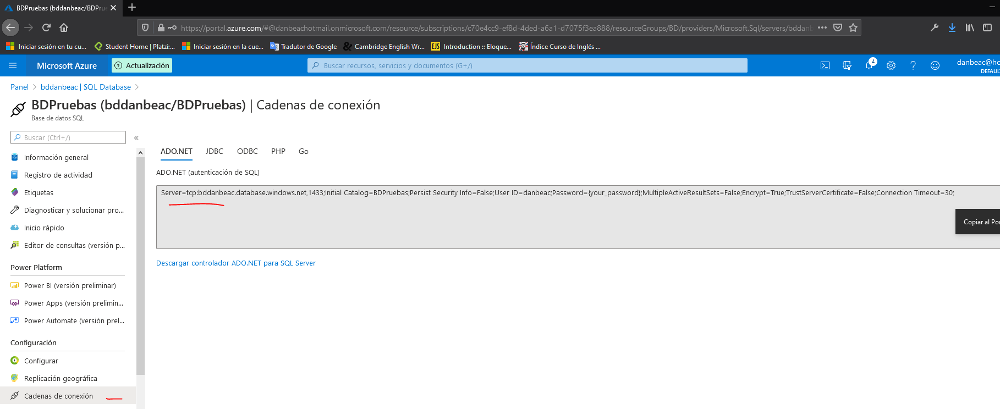 BDPruebas (bddanbeac/BDPrue
https://portal.azure.com/#@danbeachotmail.onmicrosoft.com/resource/subscriptions/c70e4cc9-ef8d-4ded-a6a1-d7075f3ea888/resourceGroups/BD/providers/Microsoft.Sql/servers/bddanb
Iniciar sesión en tu cu... Student Home | Platzi:... Iniciar sesión en la cue... Tradutor de Google Cambridge English Wr... EJS Introduction :: Eloque... Índice Curso de Inglés ...
Microsoft Azure Actualización Buscar recursos, servicios y documentos (G+/) 4 danbeac@ho
DEFAUL
Panel > bddanbeac | SQL Database >
BDPruebas (bddanbeac/BDPruebas) | Cadenas de conexión
Base de datos SQL
Buscar (Ctrl+/) «
Información general
Registro de actividad
Etiquetas
Diagnosticar y solucionar pro...
Inicio rápido
Editor de consultas (versión p...
Power Platform
Power BI (versión preliminar)
Power Apps (versión prelimin...
Power Automate (versión prel...
Configuración
Configurar
Replicación geográfica
Cadenas de conexión
ADO.NET JDBC ODBC PHP Go
ADO.NET (autenticación de SQL)
Server=tcp:bddanbeac.database.windows.net,1433;Initial Catalog=BDPruebas;Persist Security Info=False;User ID=danbeac;Password={your_password};MultipleActiveResultSets=False;Encrypt=True;TrustServerCertificate=False;Connection Timeout=30;
Copiar al Po
Descargar controlador ADO.NET para SQL Server